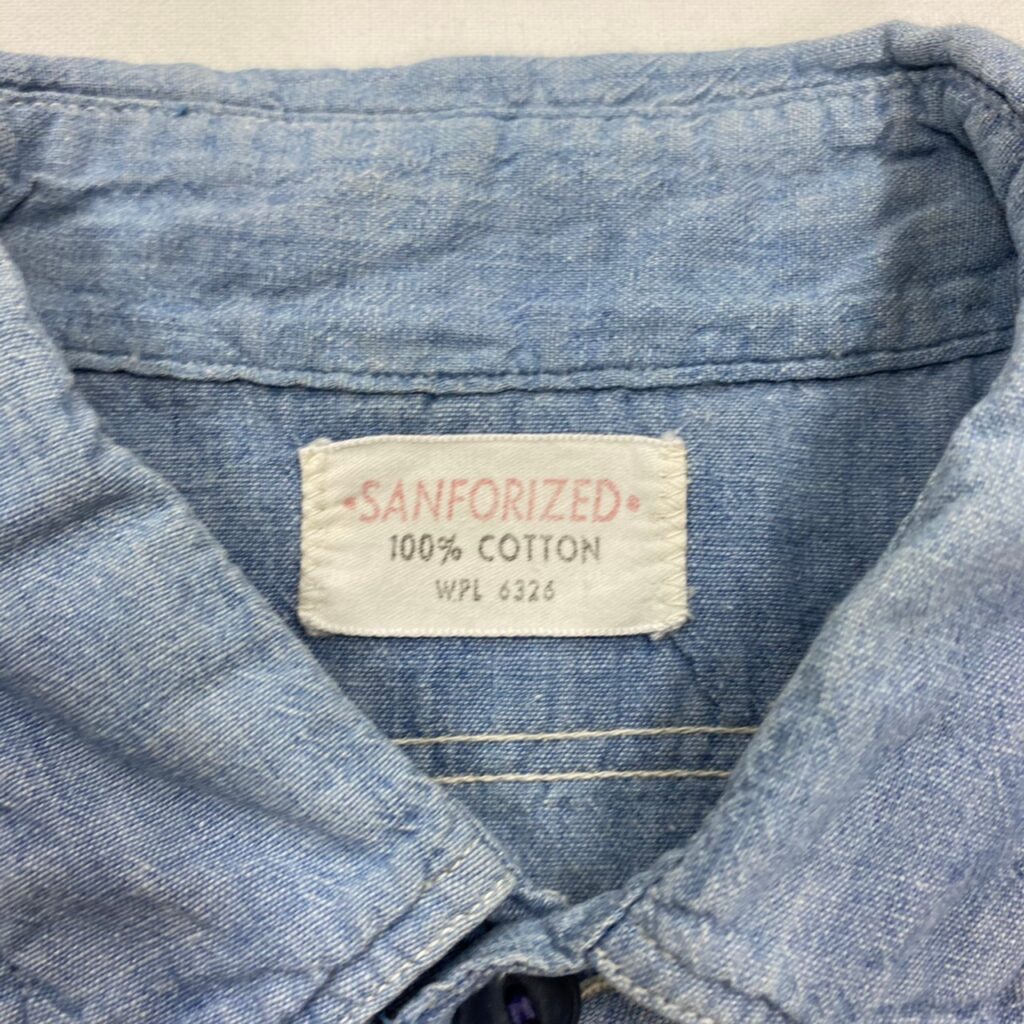 •SANFORIZED•
100% COTTON
WPL 6326